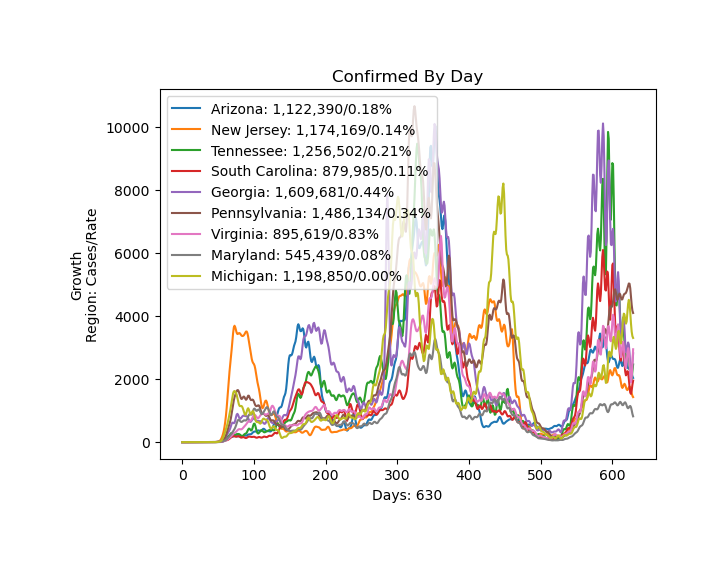 Confirmed By Day
Growth
Region: Cases/Rate
10000
8000
6000
4000
2000
0
Arizona: 1,122,390/0.18%
New Jersey: 1,174,169/0.14%
Tennessee: 1,256,502/0.21%
South Carolina: 879,985/0.11%
Georgia: 1,609,681/0.44%
Pennsylvania: 1,486,134/0.34%
Virginia: 895,619/0.83%
Maryland: 545,439/0.08%
Michigan: 1,198,850/0.00%
0 100 200 300 400 500 600
Days: 630